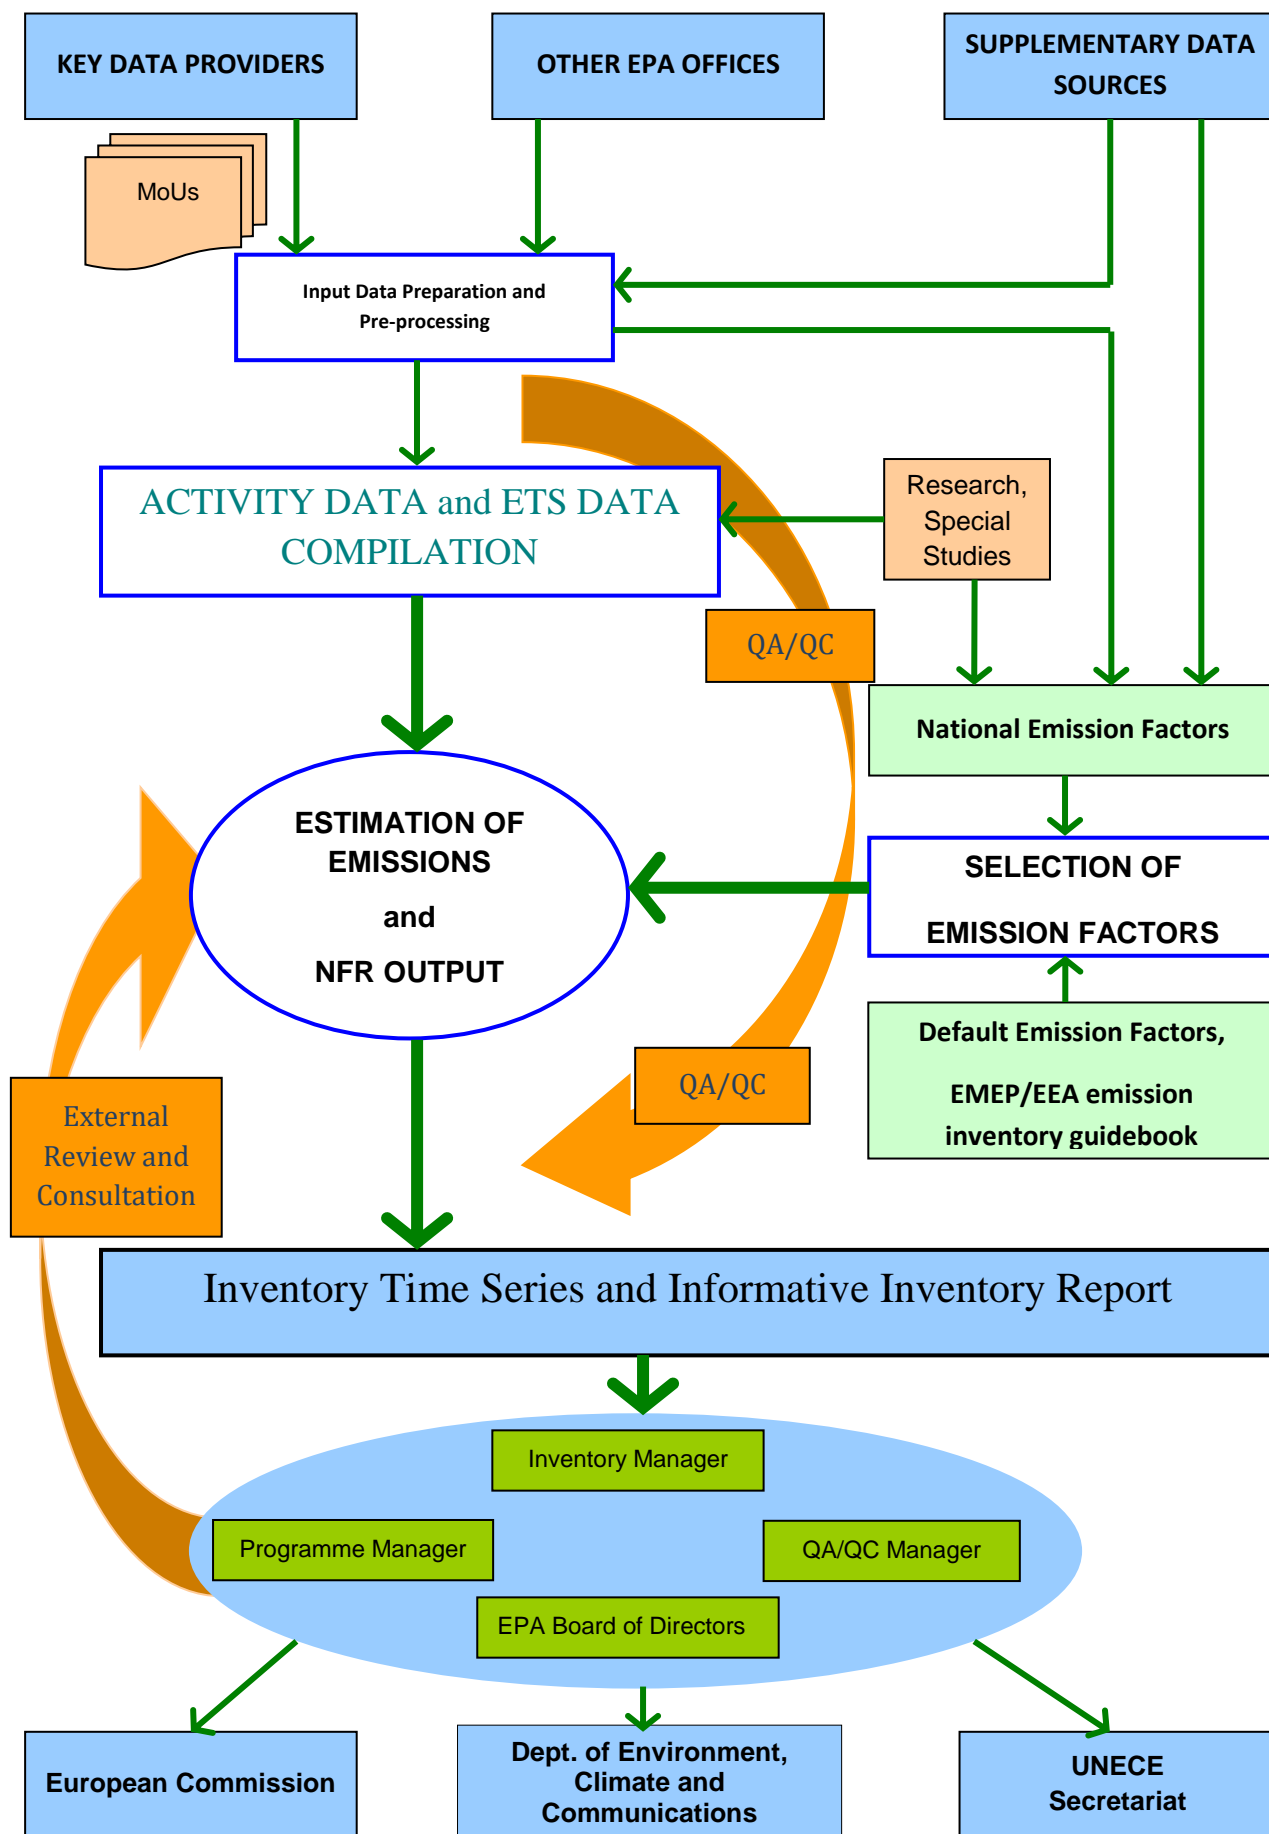 KEY DATA PROVIDERS
OTHER EPA OFFICES
SUPPLEMENTARY DATA
SOURCES
MoUs
Input Data Preparation and
Pre-processing
ACTIVITY DATA and ETS DATA
COMPILATION
Research,
Special
Studies
QA/QC
National Emission Factors
ESTIMATION OF
EMISSIONS
and
NFR OUTPUT
SELECTION OF
EMISSION FACTORS
Default Emission Factors,
EMEP/EEA emission
inventory guidebook
QA/QC
External
Review and
Consultation
Inventory Time Series and Informative Inventory Report
Inventory Manager
Programme Manager
QA/QC Manager
EPA Board of Directors
European Commission
Dept. of Environment,
Climate and
Communications
UNECE
Secretariat